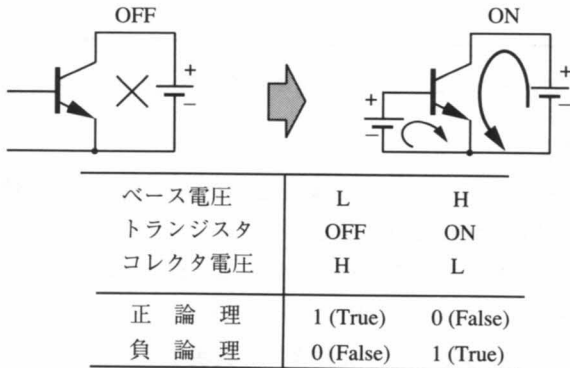 OFF
ON
+
−
+
−
+
−
ベース電圧 L H
トランジスタ OFF ON
コレクタ電圧 H L
正論理 1 (True) 0 (False)
負論理 0 (False) 1 (True)